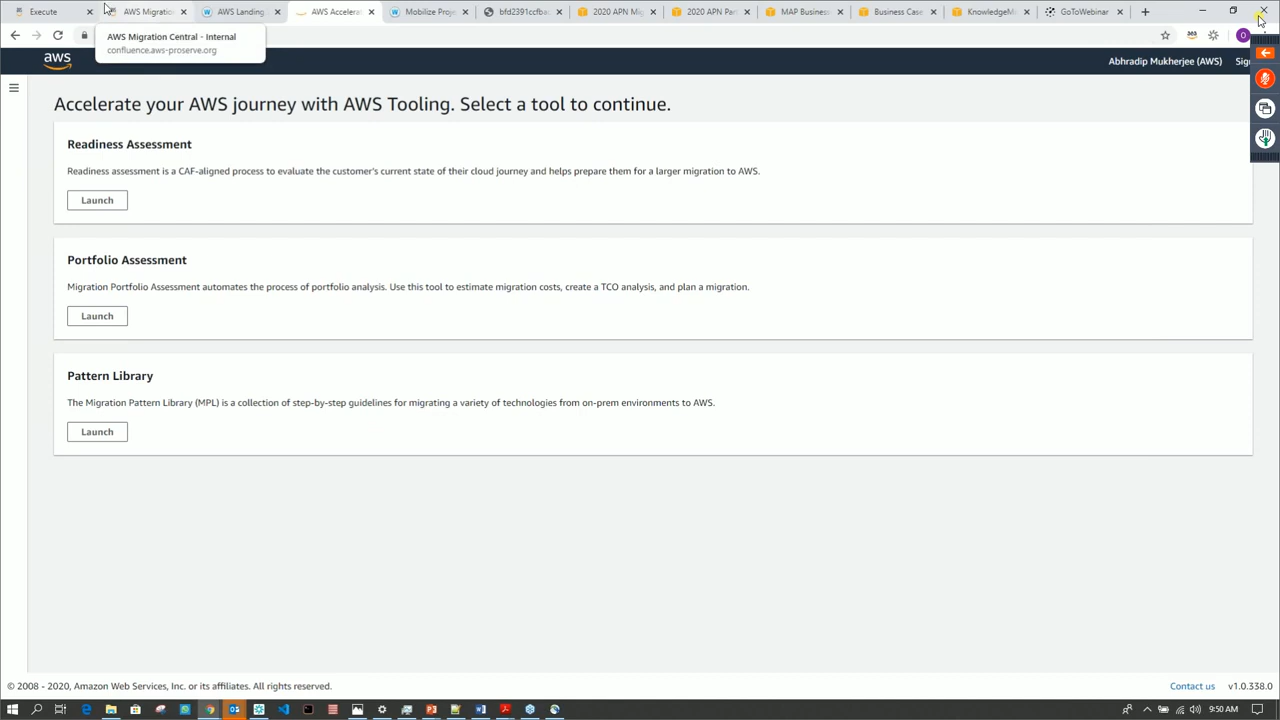 Execute
AWS Migration
AWS Landing
AWS Accelera
Mobilize Proj
bfd2391ccfba
2020 APN Mig
2020 APN Par
MAP Business
Business Case
KnowledgeM
GoToWebinar
AWS Migration Central - Internal
confluence.aws-proserve.org
aws
Abhradip Mukherjee (AWS)
Sig
Accelerate your AWS journey with AWS Tooling. Select a tool to continue.
Readiness Assessment
Readiness assessment is a CAF-aligned process to evaluate the customer's current state of their cloud journey and helps prepare them for a larger migration to AWS.
Launch
Portfolio Assessment
Migration Portfolio Assessment automates the process of portfolio analysis. Use this tool to estimate migration costs, create a TCO analysis, and plan a migration.
Launch
Pattern Library
The Migration Pattern Library (MPL) is a collection of step-by-step guidelines for migrating a variety of technologies from on-prem environments to AWS.
Launch
© 2008 - 2020, Amazon Web Services, Inc. or its affiliates. All rights reserved.
Contact us
v1.0.338.0
9:50 AM